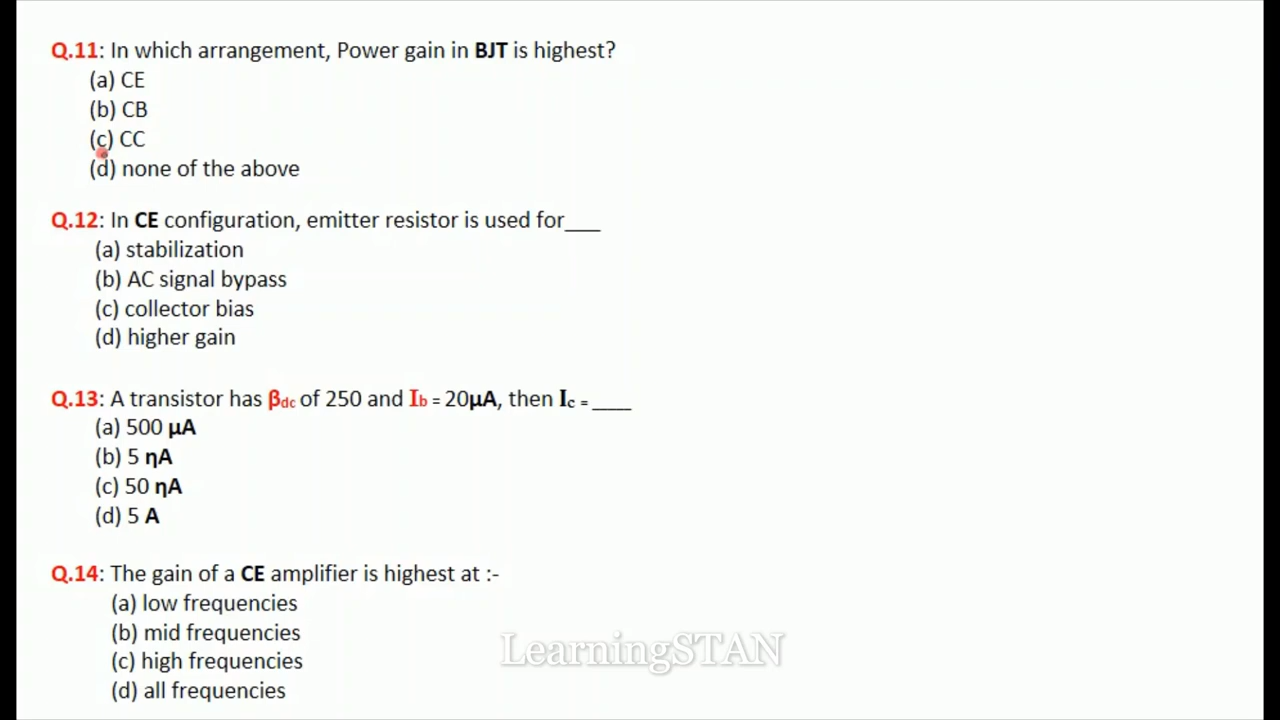 Q.11: In which arrangement, Power gain in BJT is highest?
(a) CE
(b) CB
(c) CC
(d) none of the above
Q.12: In CE configuration, emitter resistor is used for___
(a) stabilization
(b) AC signal bypass
(c) collector bias
(d) higher gain
Q.13: A transistor has βdc of 250 and Ib = 20μA, then Ic = ____
(a) 500 μA
(b) 5 ηA
(c) 50 ηA
(d) 5 A
Q.14: The gain of a CE amplifier is highest at :-
(a) low frequencies
(b) mid frequencies
(c) high frequencies
(d) all frequencies
LearningSTAN